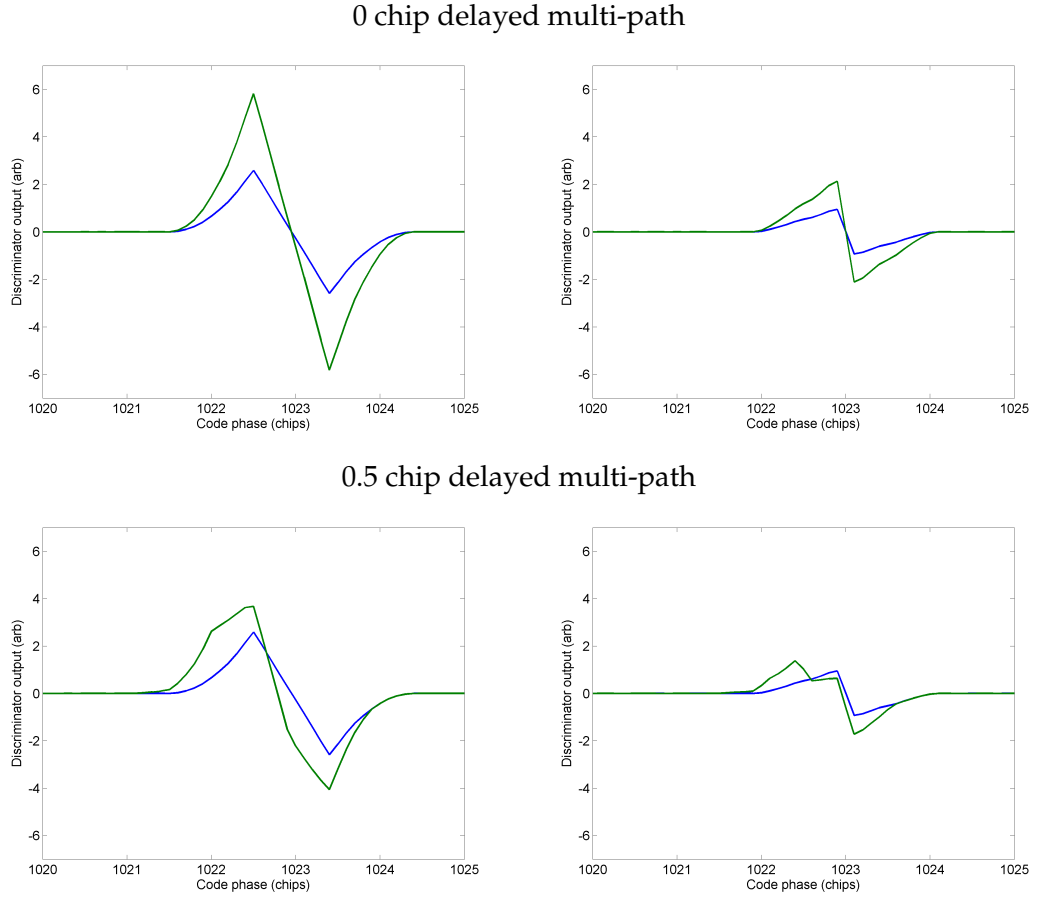 0 chip delayed multi-path
6
4
2
0
-2
-4
-6
1020 1021 1022 1023 1024 1025
Code phase (chips)
Discriminator output (arb)
6
4
2
0
-2
-4
-6
1020 1021 1022 1023 1024 1025
Code phase (chips)
Discriminator output (arb)
0.5 chip delayed multi-path
6
4
2
0
-2
-4
-6
1020 1021 1022 1023 1024 1025
Code phase (chips)
Discriminator output (arb)
6
4
2
0
-2
-4
-6
1020 1021 1022 1023 1024 1025
Code phase (chips)
Discriminator output (arb)